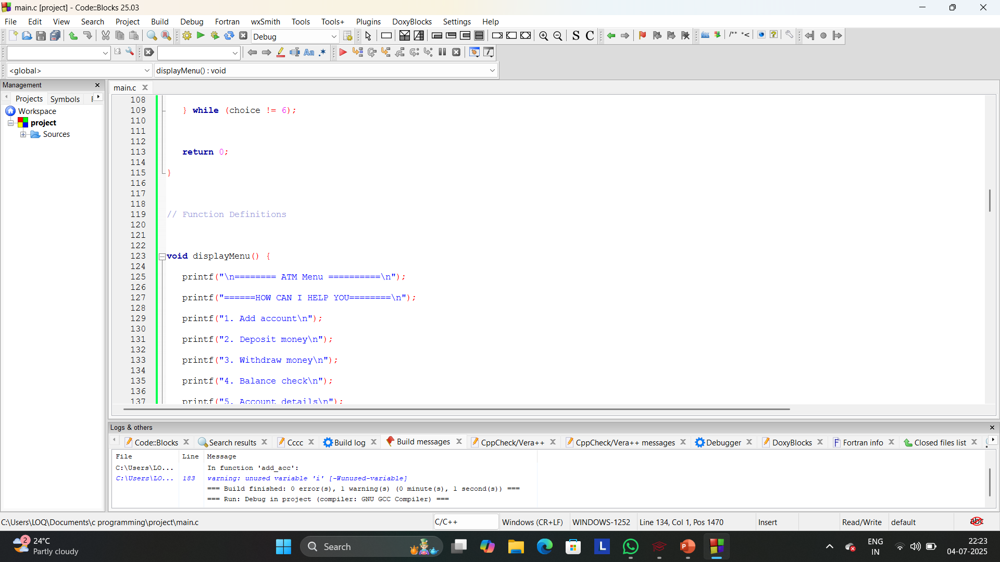 main.c [project] - Code::Blocks 25.03
File Edit View Search Project Build Debug Fortran wxSmith Tools Tools+ Plugins DoxyBlocks Settings Help
Debug
S C /** *<
Aa .*
<global> displayMenu() : void
Management
Projects Symbols
Workspace
project
Sources
main.c
108
109 } while (choice != 6);
110
111
112
113 return 0;
114
115 }
116
117
118
119 // Function Definitions
120
121
122
123 void displayMenu() {
124
125 printf("\n======== ATM Menu ==========\n");
126
127 printf("======HOW CAN I HELP YOU========\n");
128
129 printf("1. Add account\n");
130
131 printf("2. Deposit money\n");
132
133 printf("3. Withdraw money\n");
134
135 printf("4. Balance check\n");
136
137 printf("5. Account details\n");
Logs & others
Code::Blocks Search results Cccc Build log Build messages CppCheck/Vera++ CppCheck/Vera++ messages Debugger DoxyBlocks Fortran info Closed files list
File Line Message
C:\Users\LO... In function 'add_acc':
C:\Users\LO... 183 warning: unused variable 'i' [-Wunused-variable]
=== Build finished: 0 error(s), 1 warning(s) (0 minute(s), 1 second(s)) ===
=== Run: Debug in project (compiler: GNU GCC Compiler) ===
C:\Users\LOQ\Documents\c programming\project\main.c C/C++ Windows (CR+LF) WINDOWS-1252 Line 134, Col 1, Pos 1470 Insert Read/Write default abc
2
24°C
Partly cloudy
Search
L
P
ENG
IN
22:23
04-07-2025